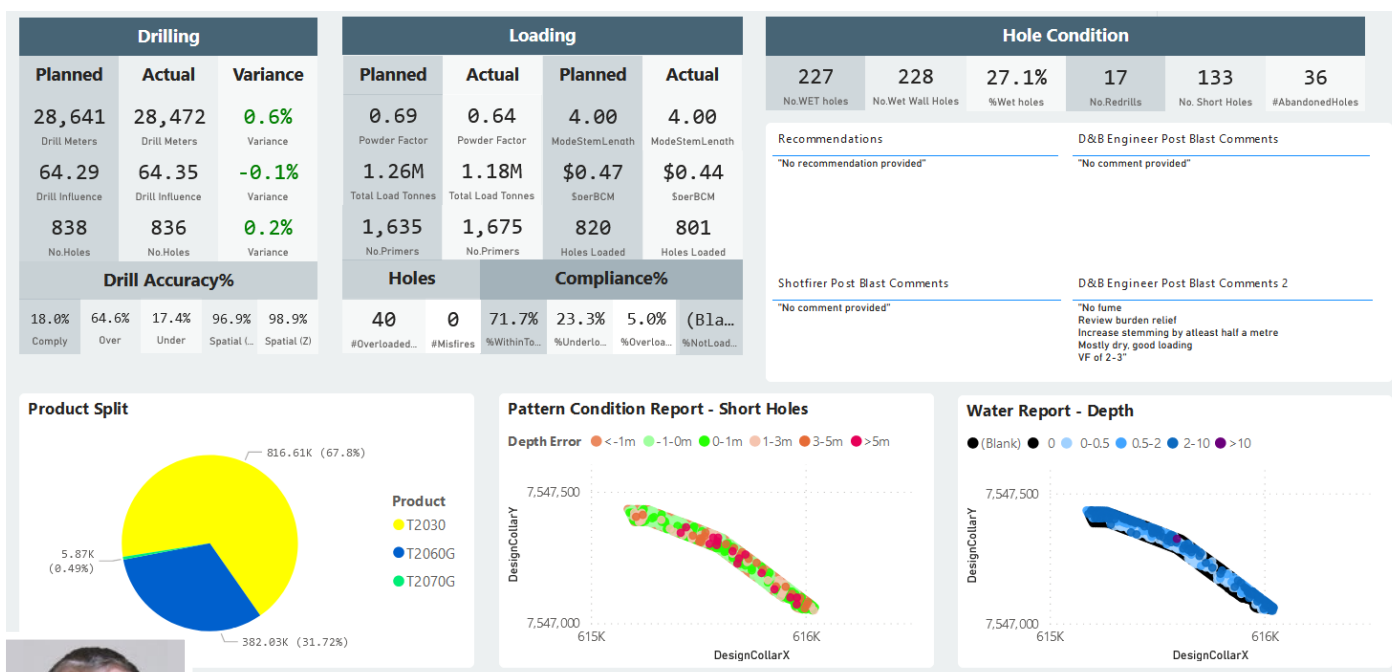 Drilling
Planned Actual Variance
28,641 28,472 0.6%
Drill Meters Drill Meters Variance
64.29 64.35 -0.1%
Drill Influence Drill Influence Variance
838 836 0.2%
No.Holes No.Holes Variance
Drill Accuracy%
18.0% 64.6% 17.4% 96.9% 98.9%
Comply Over Under Spatial (... Spatial (Z)
Loading
Planned Actual Planned Actual
0.69 0.64 4.00 4.00
Powder Factor Powder Factor ModeStemLength ModeStemLength
1.26M 1.18M $0.47 $0.44
Total Load Tonnes Total Load Tonnes $perBCM $perBCM
1,635 1,675 820 801
No.Primers No.Primers Holes Loaded Holes Loaded
Holes Compliance%
40 0 71.7% 23.3% 5.0% (Bla...
#Overloaded... #Misfires %WithinTo... %Underlo... %Overloa... %NotLoad...
Hole Condition
227 228 27.1% 17 133 36
No.WET holes No.Wet Wall Holes %Wet holes No.Redrills No. Short Holes #AbandonedHoles
Recommendations
"No recommendation provided"
D&B Engineer Post Blast Comments
"No comment provided"
Shotfirer Post Blast Comments
"No comment provided"
D&B Engineer Post Blast Comments 2
"No fume
Review burden relief
Increase stemming by atleast half a metre
Mostly dry, good loading
VF of 2-3"
Product Split
816.61K (67.8%)
5.87K
(0.49%)
382.03K (31.72%)
Product
T2030
T2060G
T2070G
Pattern Condition Report - Short Holes
Depth Error <-1m -1-0m 0-1m 1-3m 3-5m >5m
DesignCollarY
7,547,500
7,547,000
615K 616K
DesignCollarX
Water Report - Depth
(Blank) 0 0-0.5 0.5-2 2-10 >10
DesignCollarY
7,547,500
7,547,000
615K 616K
DesignCollarX